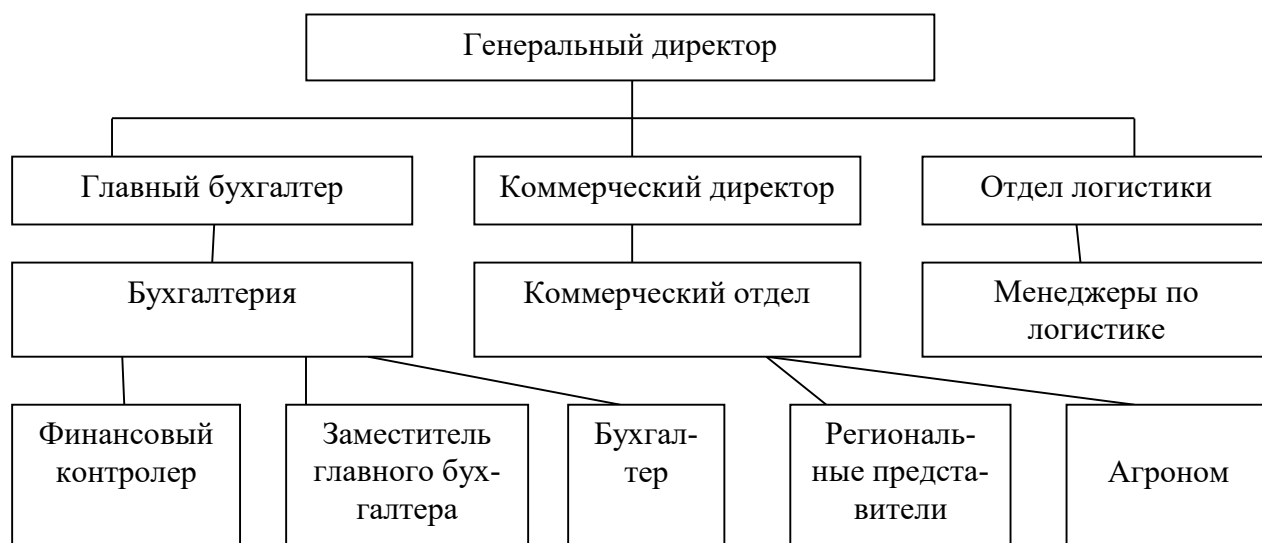 Генеральный директор
Главный бухгалтер
Коммерческий директор
Отдел логистики
Бухгалтерия
Коммерческий отдел
Менеджеры по
логистике
Финансовый
контролер
Заместитель
главного бух-
галтера
Бухгал-
тер
Региональ-
ные предста-
вители
Агроном